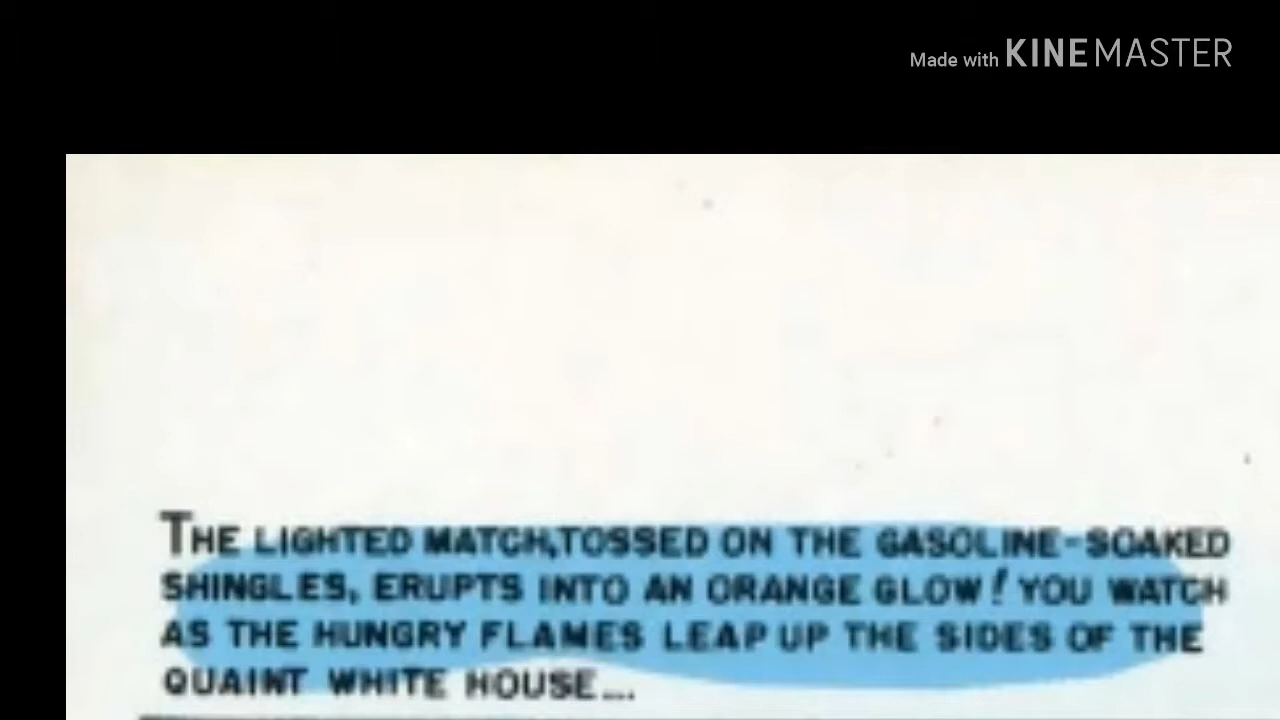 Made with KINEMASTER
THE LIGHTED MATCH,TOSSED ON THE GASOLINE-SOAKED
SHINGLES, ERUPTS INTO AN ORANGE GLOW! YOU WATCH
AS THE HUNGRY FLAMES LEAP UP THE SIDES OF THE
QUAINT WHITE HOUSE...